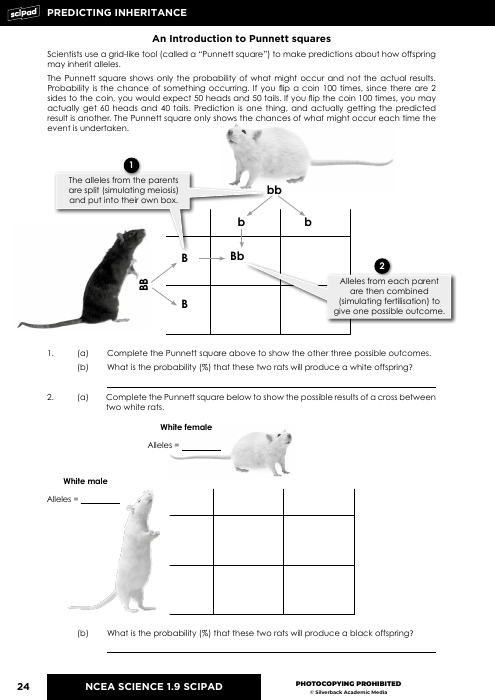 scipad PREDICTING INHERITANCE
An Introduction to Punnett squares
Scientists use a grid-like tool (called a “Punnett square”) to make predictions about how offspring
may inherit alleles.
The Punnett square shows only the probability of what might occur and not the actual results.
Probability is the chance of something occurring. If you flip a coin 100 times, since there are 2
sides to the coin, you would expect 50 heads and 50 tails. If you flip the coin 100 times, you may
actually get 60 heads and 40 tails. Prediction is one thing, and actually getting the predicted
result is another. The Punnett square only shows the chances of what might occur each time the
event is undertaken.
1
The alleles from the parents
are split (simulating meiosis)
and put into their own box.
bb
b b
BB
B Bb
B
2
Alleles from each parent
are then combined
(simulating fertilisation) to
give one possible outcome.
1. (a) Complete the Punnett square above to show the other three possible outcomes.
(b) What is the probability (%) that these two rats will produce a white offspring?
2. (a) Complete the Punnett square below to show the possible results of a cross between
two white rats.
White female
Alleles =
White male
Alleles =
(b) What is the probability (%) that these two rats will produce a black offspring?
24 NCEA SCIENCE 1.9 SCIPAD
PHOTOCOPYING PROHIBITED
© Silverback Academic Media